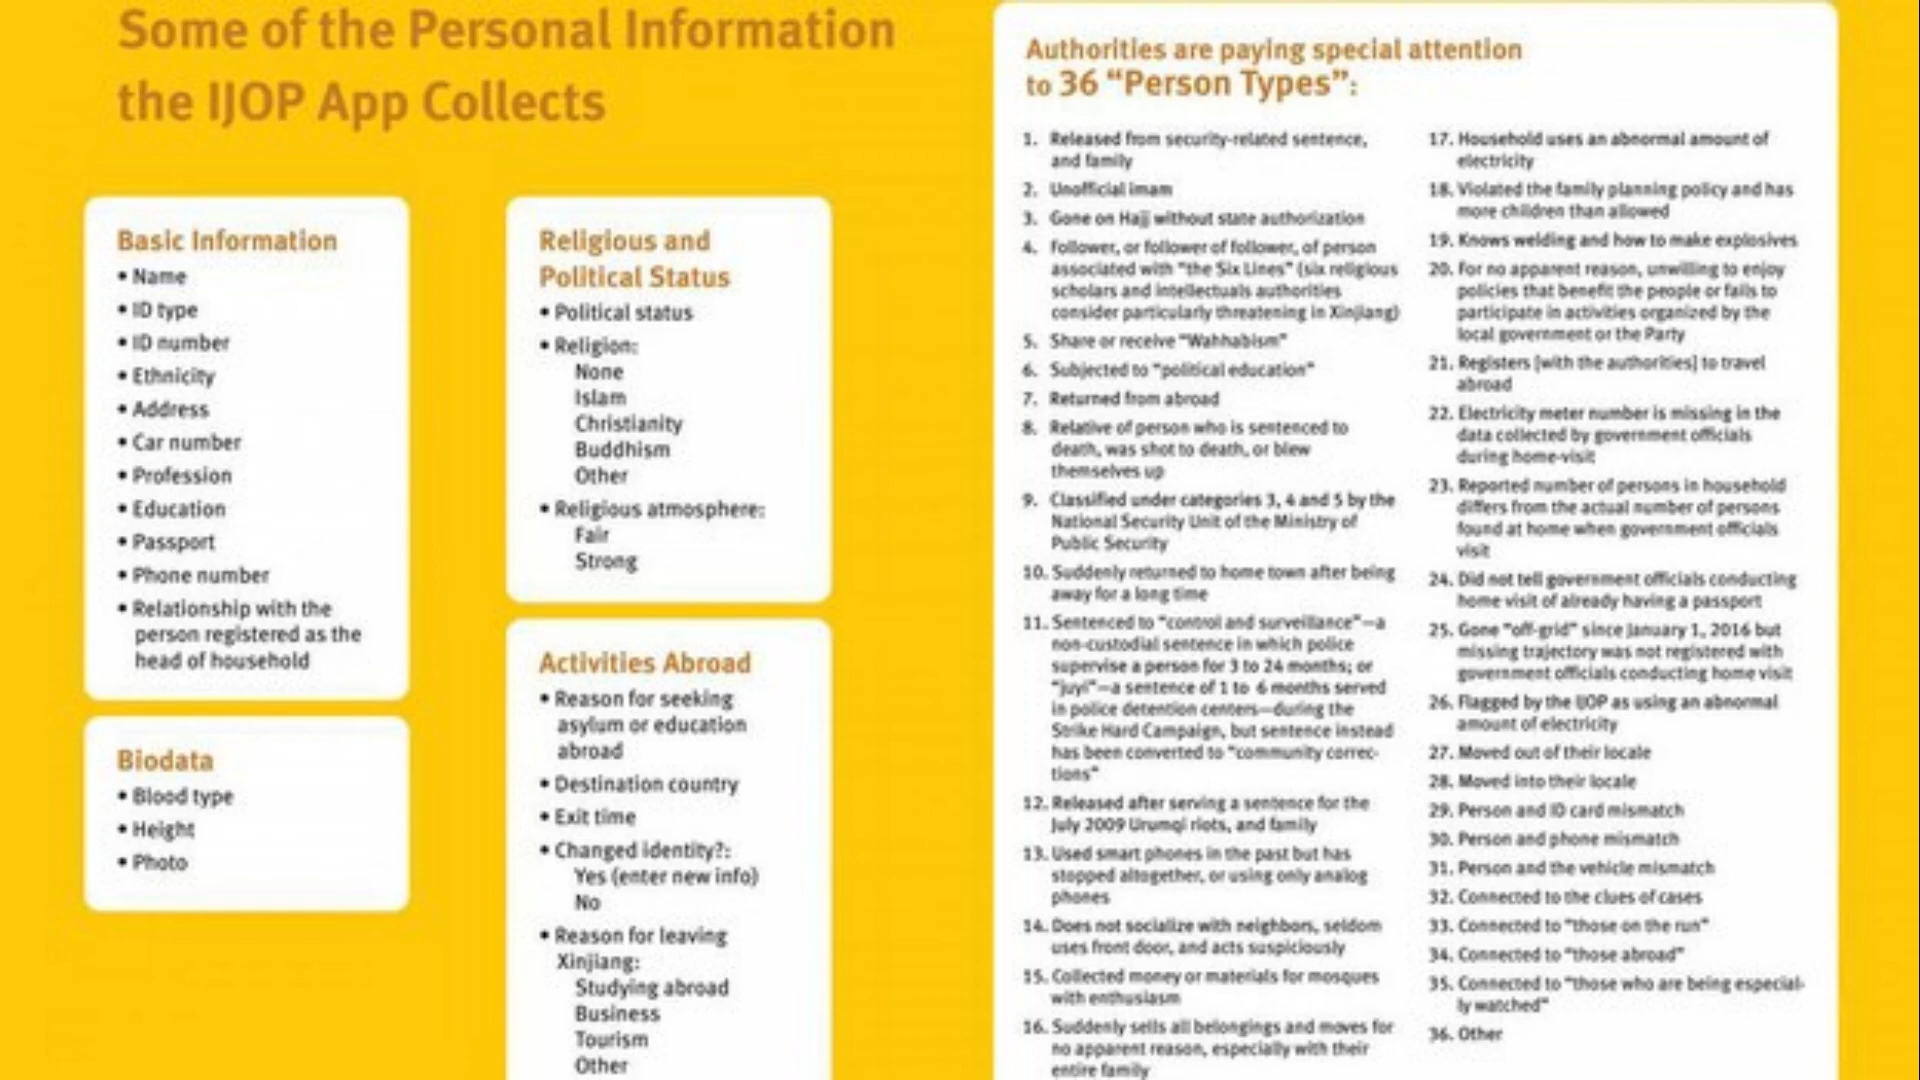 Some of the Personal Information
the IJOP App Collects
Basic Information
• Name
• ID type
• ID number
• Ethnicity
• Address
• Car number
• Profession
• Education
• Passport
• Phone number
• Relationship with the
person registered as the
head of household
Biodata
• Blood type
• Height
• Photo
Religious and
Political Status
• Political status
• Religion:
None
Islam
Christianity
Buddhism
Other
• Religious atmosphere:
Fair
Strong
Activities Abroad
• Reason for seeking
asylum or education
abroad
• Destination country
• Exit time
• Changed identity?:
Yes (enter new info)
No
• Reason for leaving
Xinjiang:
Studying abroad
Business
Tourism
Other
Authorities are paying special attention
to 36 “Person Types”:
1. Released from security-related sentence,
and family
2. Unofficial imam
3. Gone on Hajj without state authorization
4. Follower, or follower of follower, of person
associated with “the Six Lines” (six religious
scholars and intellectuals authorities
consider particularly threatening in Xinjiang)
5. Share or receive “Wahhabism”
6. Subjected to “political education”
7. Returned from abroad
8. Relative of person who is sentenced to
death, was shot to death, or blew
themselves up
9. Classified under categories 3, 4 and 5 by the
National Security Unit of the Ministry of
Public Security
10. Suddenly returned to home town after being
away for a long time
11. Sentenced to “control and surveillance”—a
non-custodial sentence in which police
supervise a person for 3 to 24 months; or
“juyi”—a sentence of 1 to 6 months served
in police detention centers—during the
Strike Hard Campaign, but sentence instead
has been converted to “community correc-
tions”
12. Released after serving a sentence for the
July 2009 Urumqi riots, and family
13. Used smart phones in the past but has
stopped altogether, or using only analog
phones
14. Does not socialize with neighbors, seldom
uses front door, and acts suspiciously
15. Collected money or materials for mosques
with enthusiasm
16. Suddenly sells all belongings and moves for
no apparent reason, especially with their
entire family
17. Household uses an abnormal amount of
electricity
18. Violated the family planning policy and has
more children than allowed
19. Knows welding and how to make explosives
20. For no apparent reason, unwilling to enjoy
policies that benefit the people or fails to
participate in activities organized by the
local government or the Party
21. Registers [with the authorities] to travel
abroad
22. Electricity meter number is missing in the
data collected by government officials
during home-visit
23. Reported number of persons in household
differs from the actual number of persons
found at home when government officials
visit
24. Did not tell government officials conducting
home visit of already having a passport
25. Gone “off-grid” since January 1, 2016 but
missing trajectory was not registered with
government officials conducting home visit
26. Flagged by the IJOP as using an abnormal
amount of electricity
27. Moved out of their locale
28. Moved into their locale
29. Person and ID card mismatch
30. Person and phone mismatch
31. Person and the vehicle mismatch
32. Connected to the clues of cases
33. Connected to “those on the run”
34. Connected to “those abroad”
35. Connected to “those who are being especial-
ly watched”
36. Other